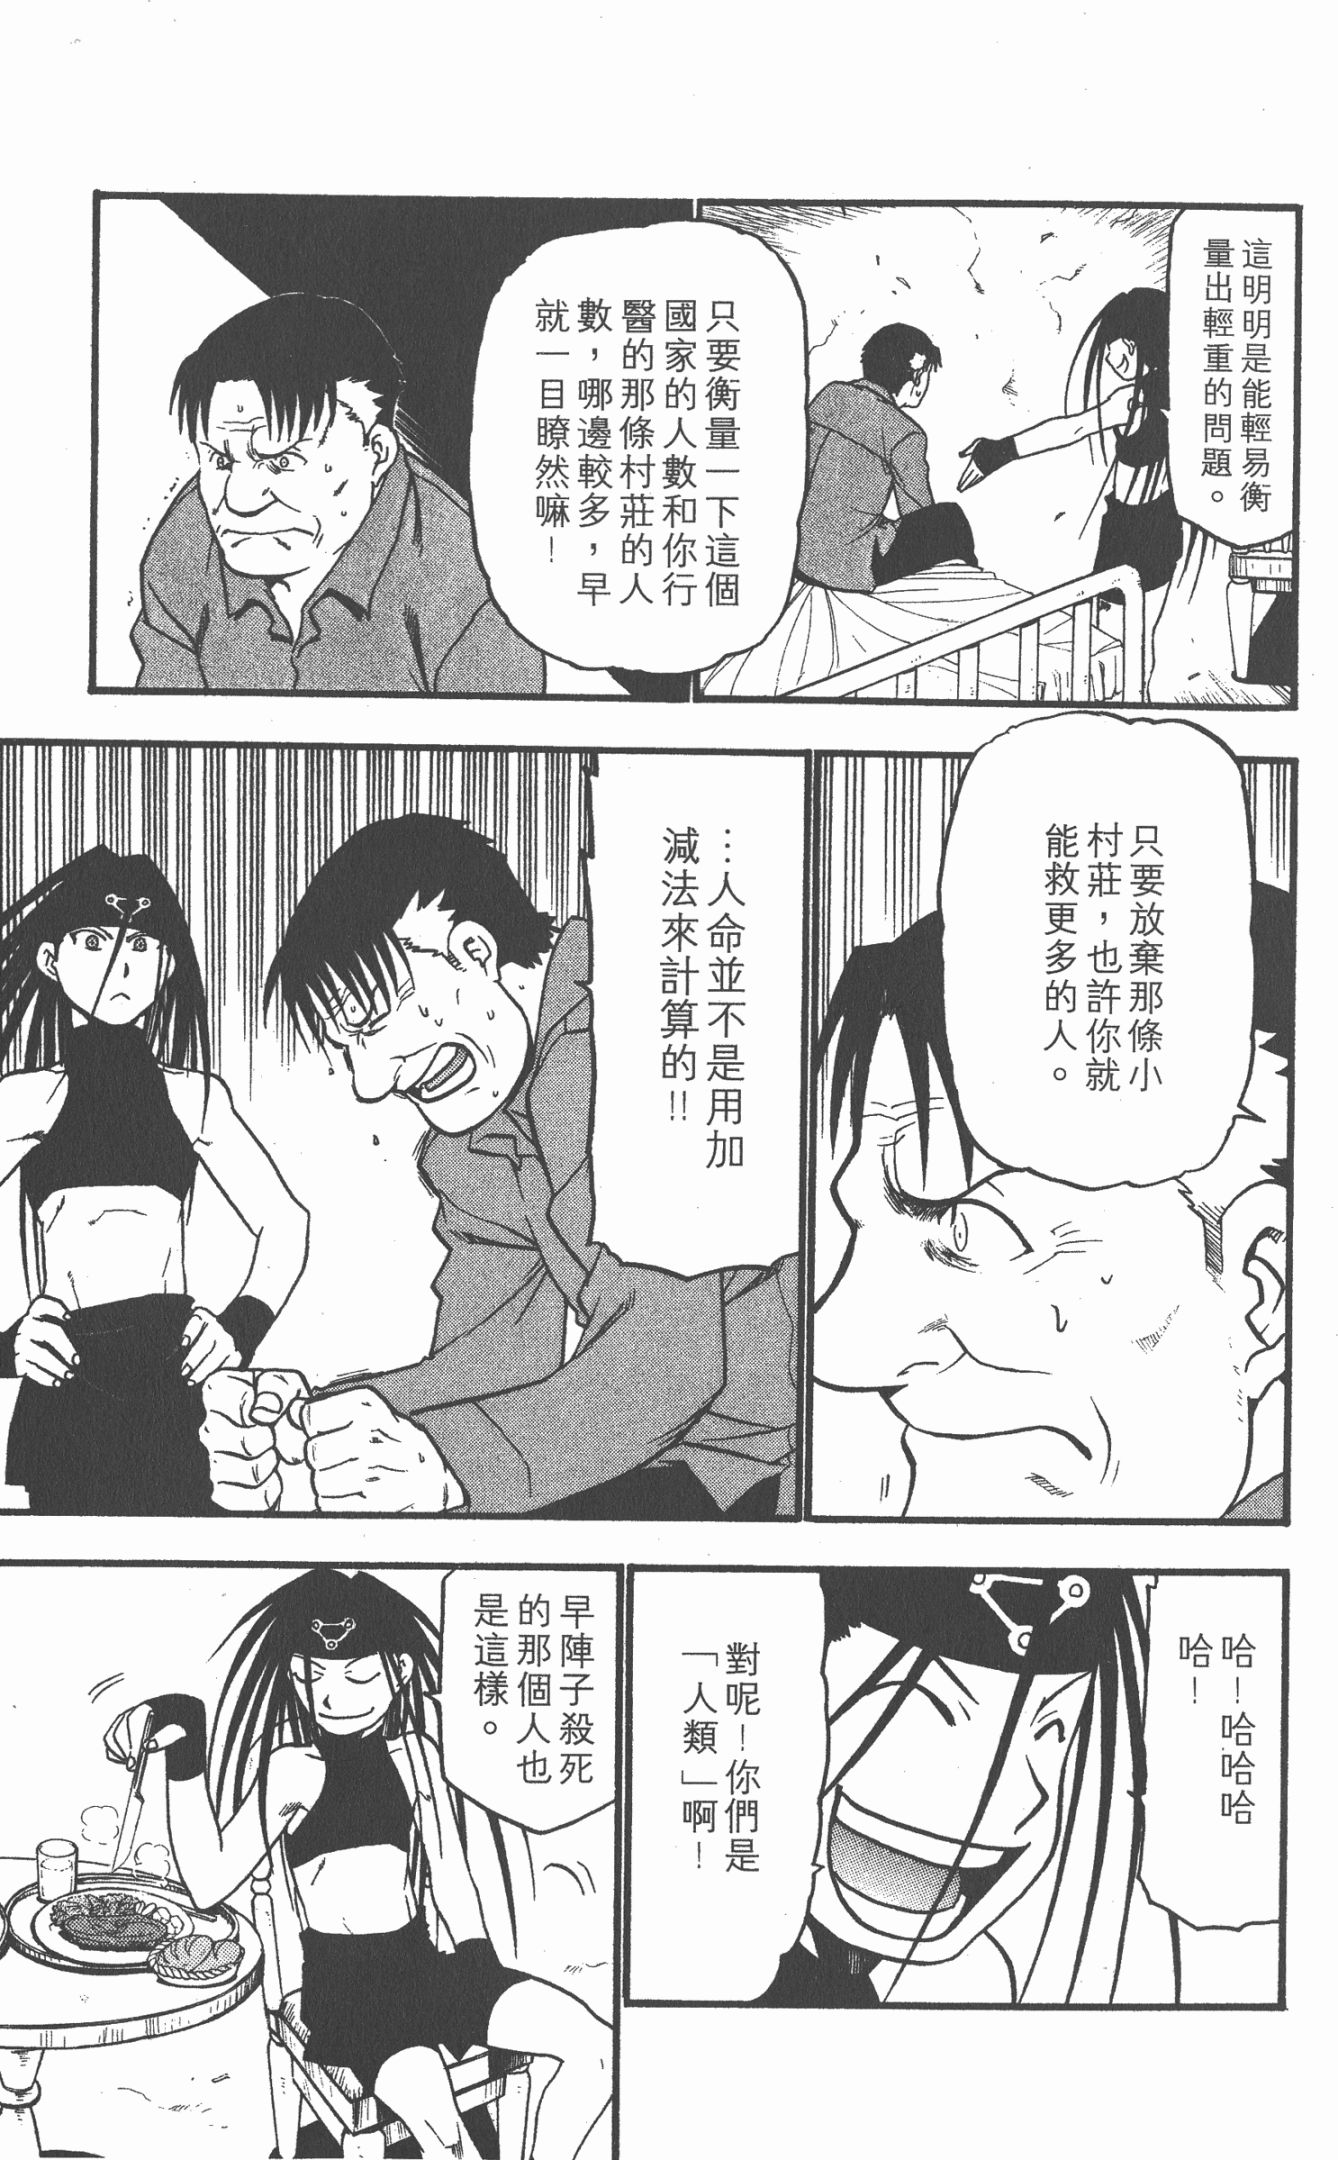 這明明是能輕易衡
量出輕重的問題。
只要衡量一下這個
國家的人數和你行
醫的那條村莊的人
數，哪邊較多，早
就一目瞭然嘛！
只要放棄那條小
村莊，也許你就
能救更多的人。
…人命並不是用加
減法來計算的!!
哈！哈哈哈
哈！
對呢！你們是
「人類」啊！
早陣子殺死
的那個人也
是這樣。